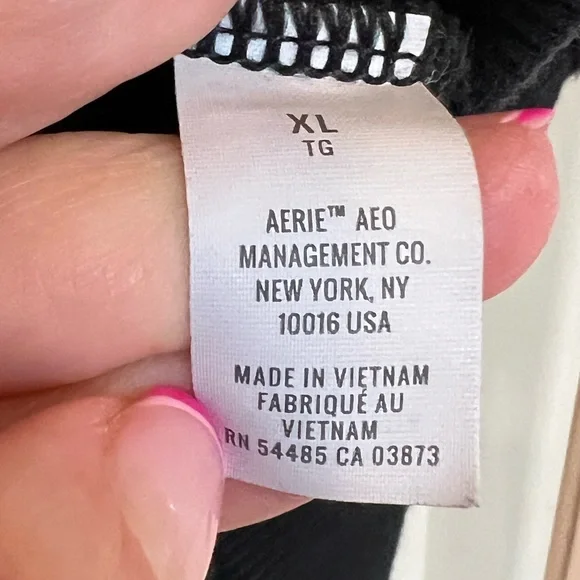 XL
TG
AERIE™ AEO
MANAGEMENT CO.
NEW YORK, NY
10016 USA
MADE IN VIETNAM
FABRIQUÉ AU
VIETNAM
RN 54485 CA 03873